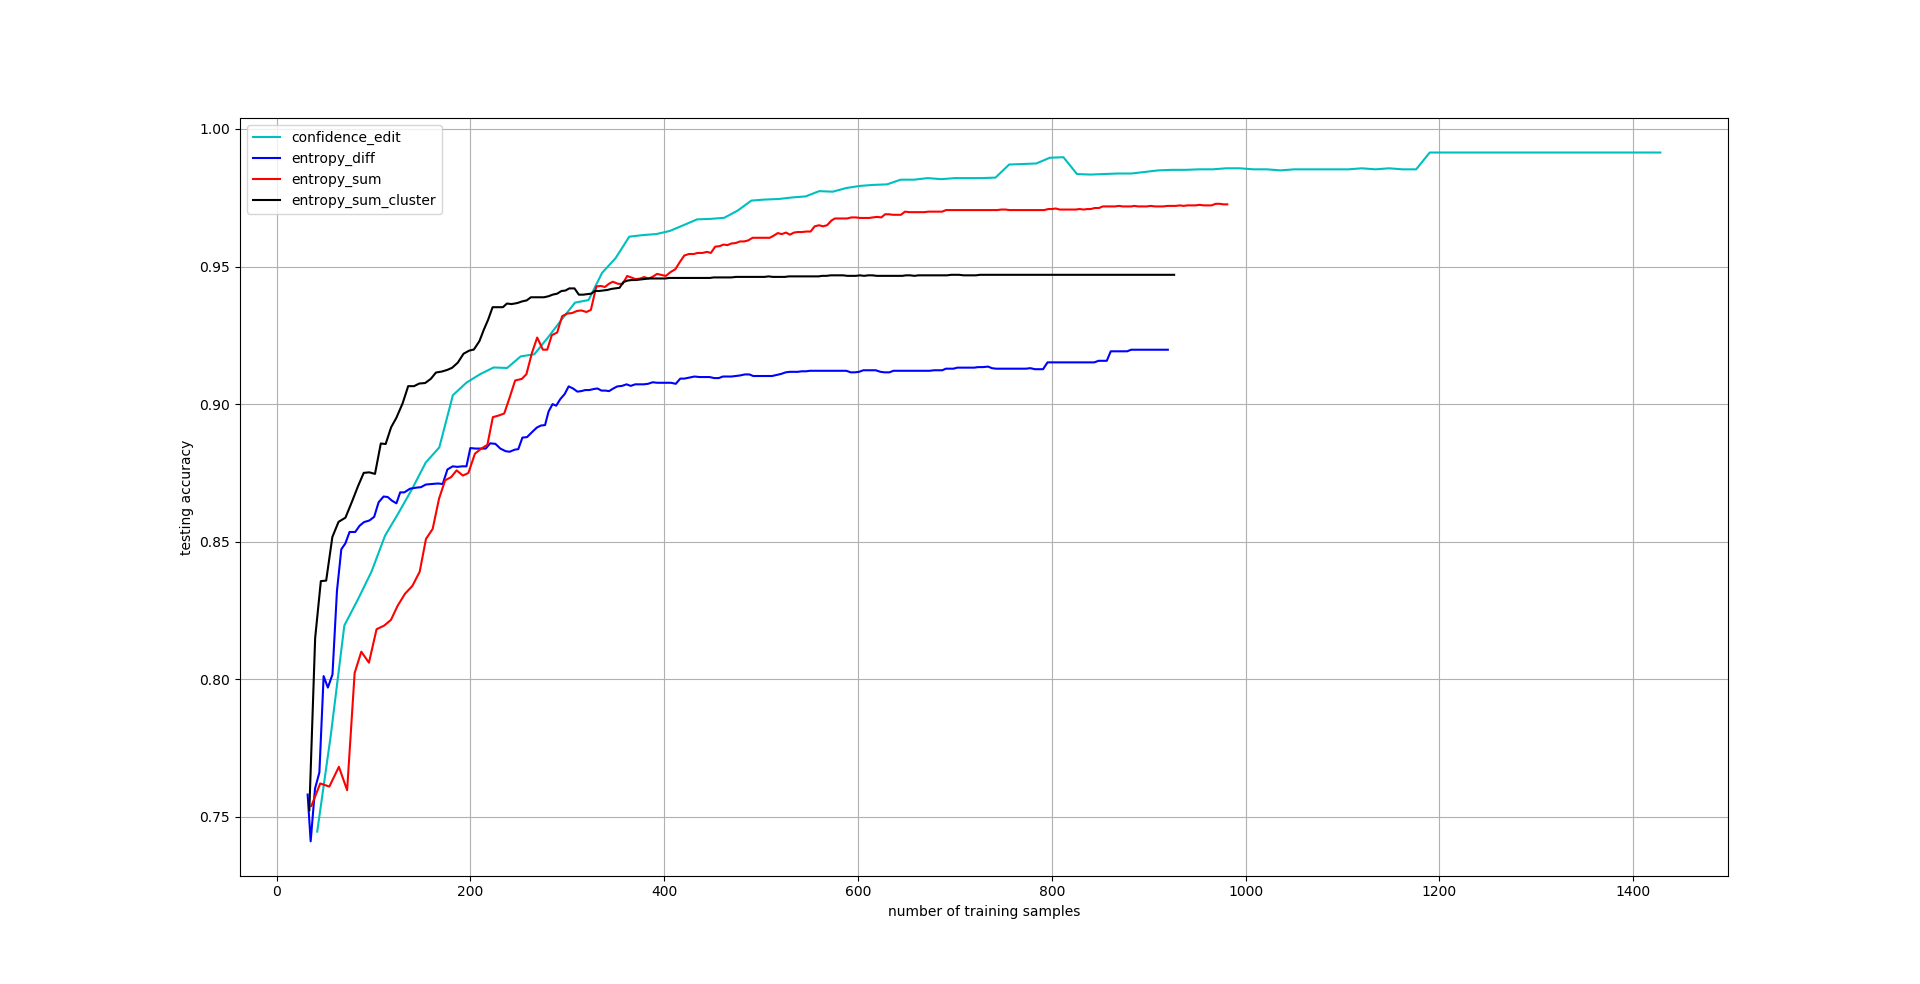 confidence_edit
entropy_diff
entropy_sum
entropy_sum_cluster
1.00
0.95
0.90
0.85
0.80
0.75
testing accuracy
0 200 400 600 800 1000 1200 1400
number of training samples